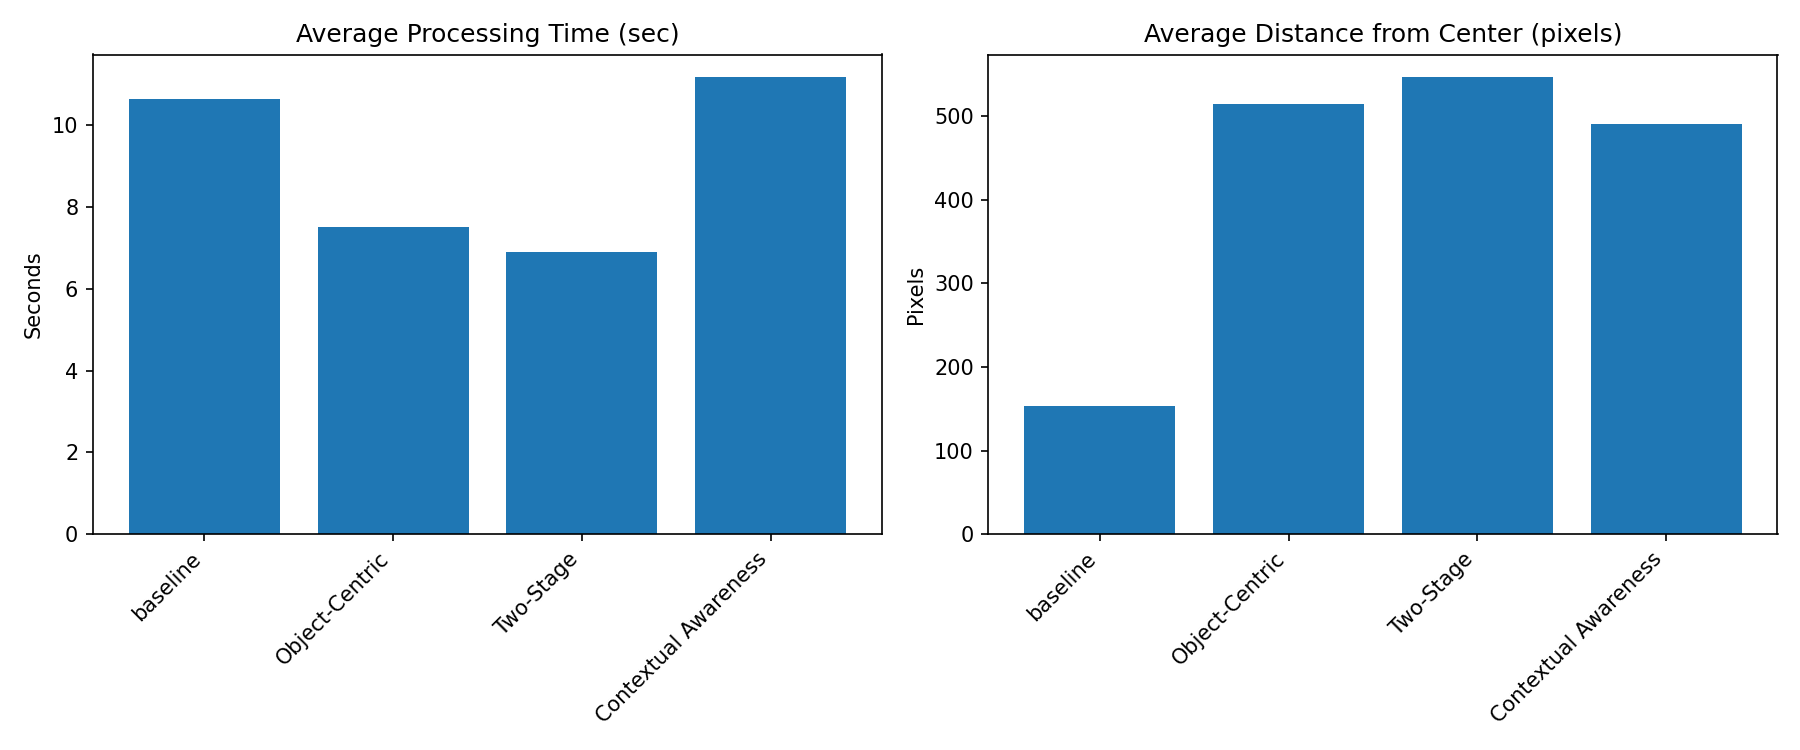 Average Processing Time (sec)
Seconds
10
8
6
4
2
0
baseline
Object-Centric
Two-Stage
Contextual Awareness
Average Distance from Center (pixels)
Pixels
500
400
300
200
100
0
baseline
Object-Centric
Two-Stage
Contextual Awareness